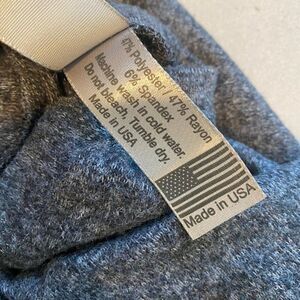 47% Polyester / 47% Rayon
6% Spandex
Machine wash in cold water.
Do not bleach, Tumble dry.
Made in USA
Made in USA